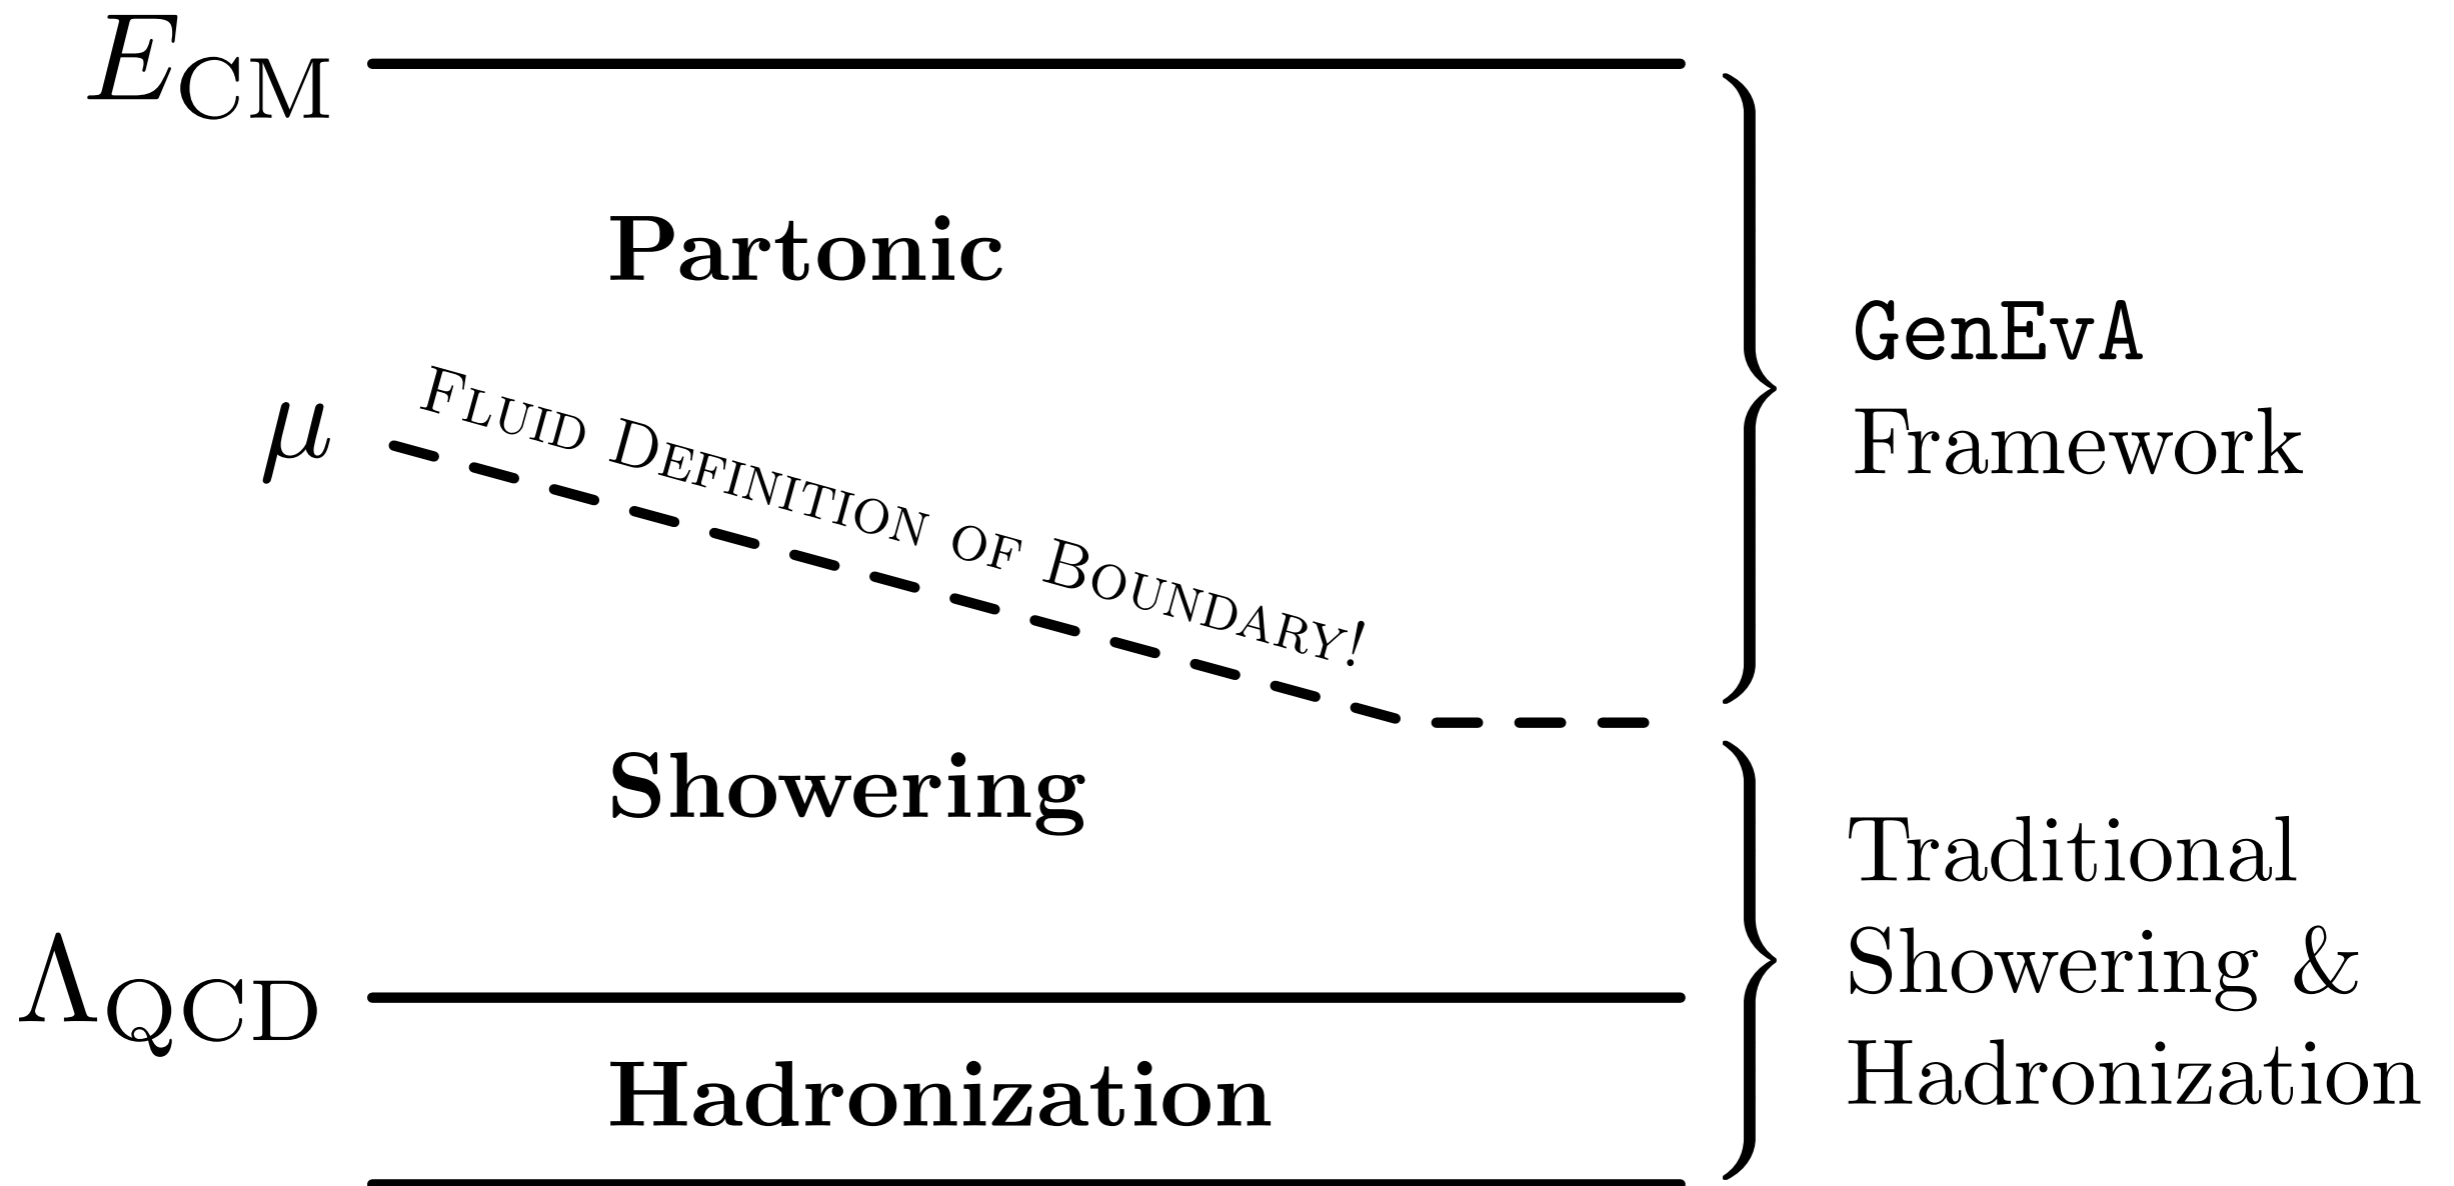 E_CM
Partonic
GenEvA
Framework
μ
Fluid Definition of Boundary!
Showering
Traditional
Showering &
Hadronization
Λ_QCD
Hadronization